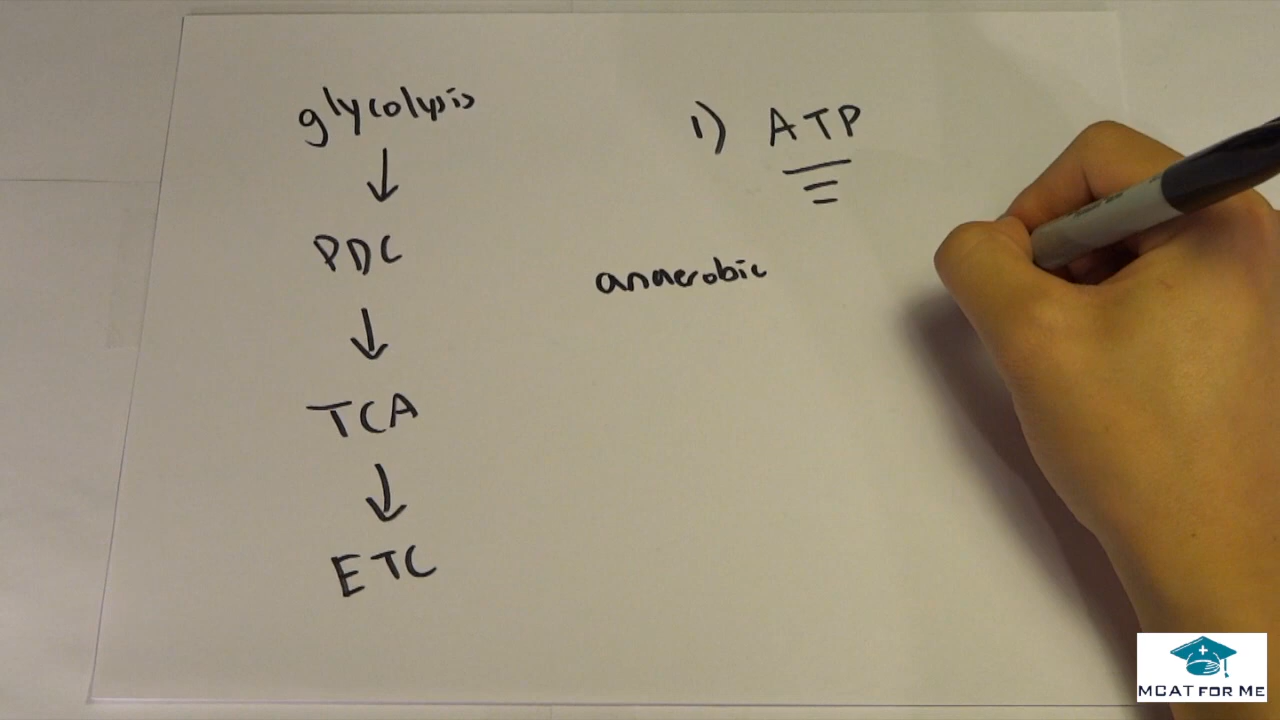 glycolysis
↓
PDC
↓
TCA
↓
ETC
1) ATP
anaerobic
MCAT FOR ME